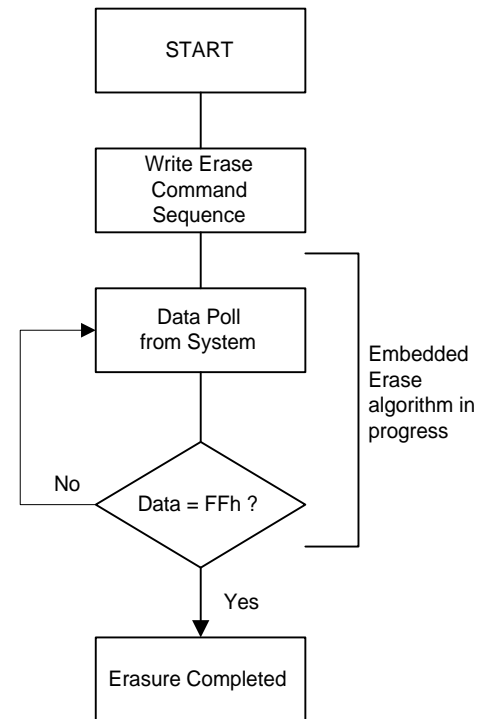 START
Write Erase
Command
Sequence
Data Poll
from System
Embedded
Erase
algorithm in
progress
No
Data = FFh ?
Yes
Erasure Completed